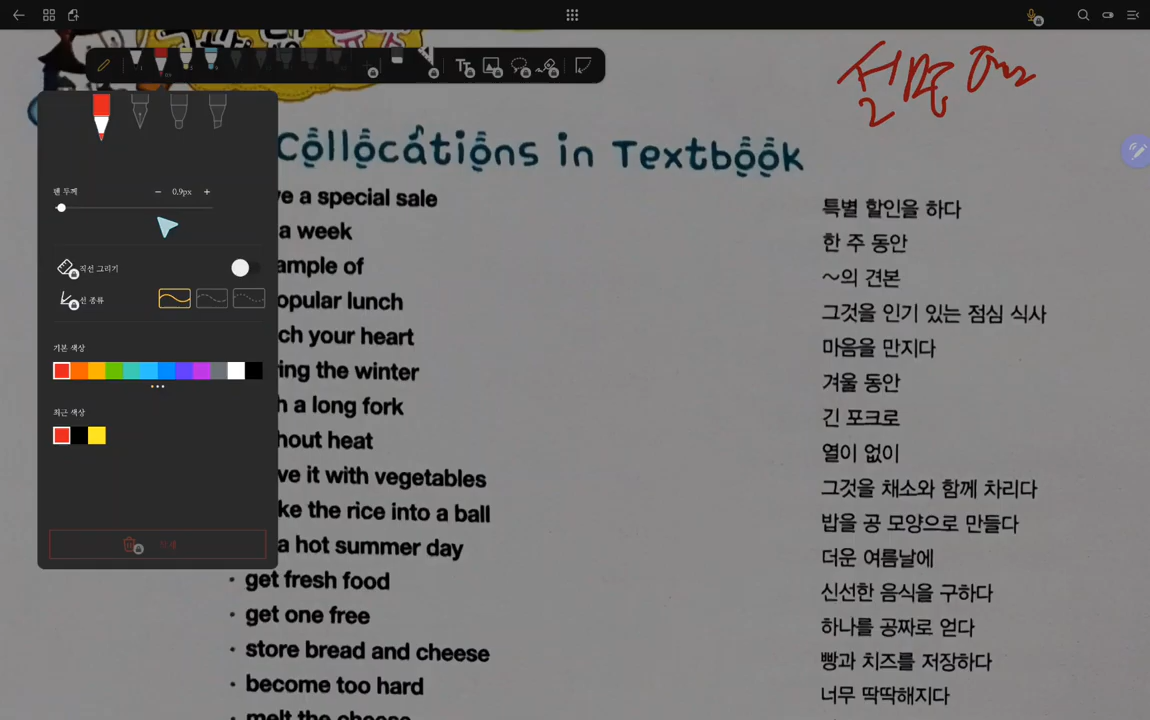 Collocations in Textbook
펜 두께
0.9px
직선 그리기
선 종류
기본 색상
최근 색상
삭제
ve a special sale
a week
ample of
opular lunch
ch your heart
ing the winter
h a long fork
hout heat
ve it with vegetables
ke the rice into a ball
a hot summer day
· get fresh food
· get one free
· store bread and cheese
· become too hard
melt the cheese
특별 할인을 하다
한 주 동안
～의 견본
그것을 인기 있는 점심 식사
마음을 만지다
겨울 동안
긴 포크로
열이 없이
그것을 채소와 함께 차리다
밥을 공 모양으로 만들다
더운 여름날에
신선한 음식을 구하다
하나를 공짜로 얻다
빵과 치즈를 저장하다
너무 딱딱해지다